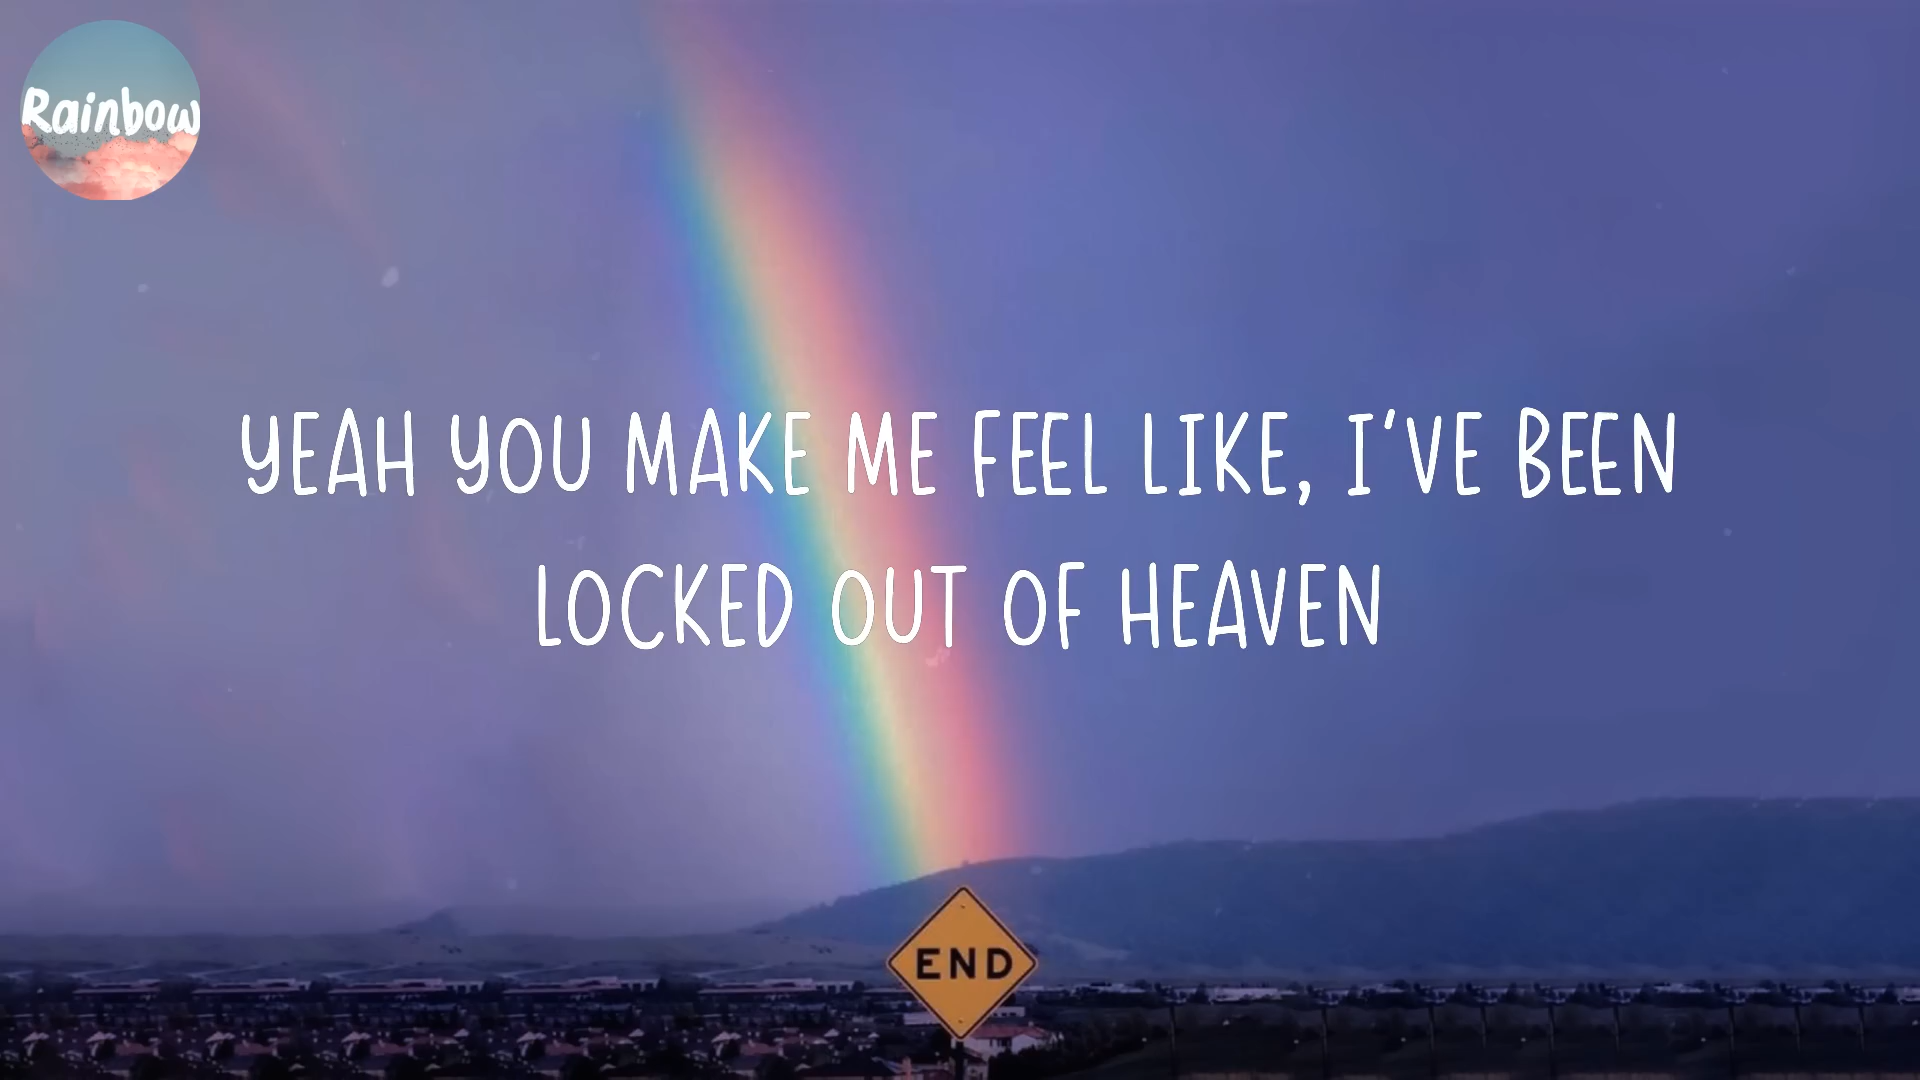 Rainbow
YEAH YOU MAKE ME FEEL LIKE, I'VE BEEN
LOCKED OUT OF HEAVEN
END